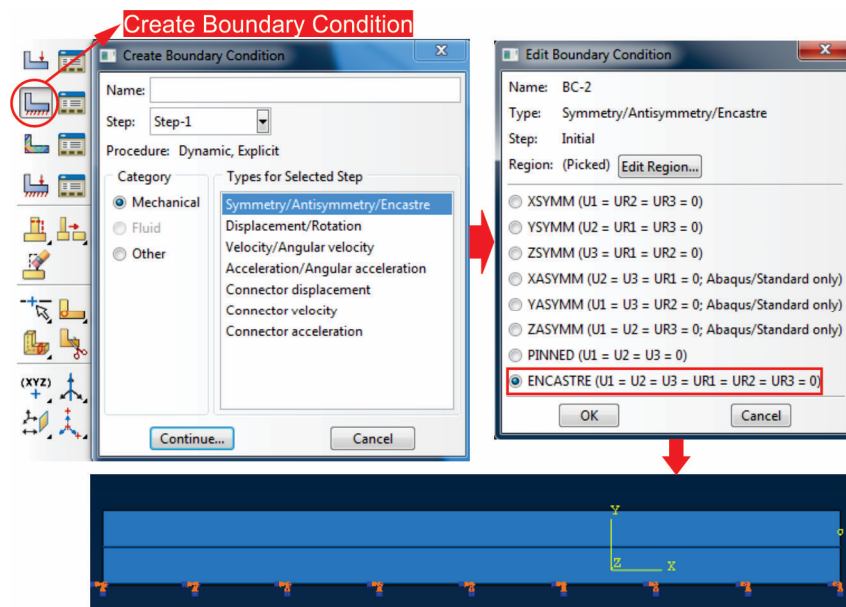 Create Boundary Condition
Create Boundary Condition
X
Name:
Step: Step-1
Procedure: Dynamic, Explicit
Category
Mechanical
Fluid
Other
Types for Selected Step
Symmetry/Antisymmetry/Encastre
Displacement/Rotation
Velocity/Angular velocity
Acceleration/Angular acceleration
Connector displacement
Connector velocity
Connector acceleration
Continue...
Cancel
Edit Boundary Condition
X
Name: BC-2
Type: Symmetry/Antisymmetry/Encastre
Step: Initial
Region: (Picked) Edit Region...
XSYMM (U1 = UR2 = UR3 = 0)
YSYMM (U2 = UR1 = UR3 = 0)
ZSYMM (U3 = UR1 = UR2 = 0)
XASYMM (U2 = U3 = UR1 = 0; Abaqus/Standard only)
YASYMM (U1 = U3 = UR2 = 0; Abaqus/Standard only)
ZASYMM (U1 = U2 = UR3 = 0; Abaqus/Standard only)
PINNED (U1 = U2 = U3 = 0)
ENCASTRE (U1 = U2 = U3 = UR1 = UR2 = UR3 = 0)
OK
Cancel
(XYZ)
Y
Z
X